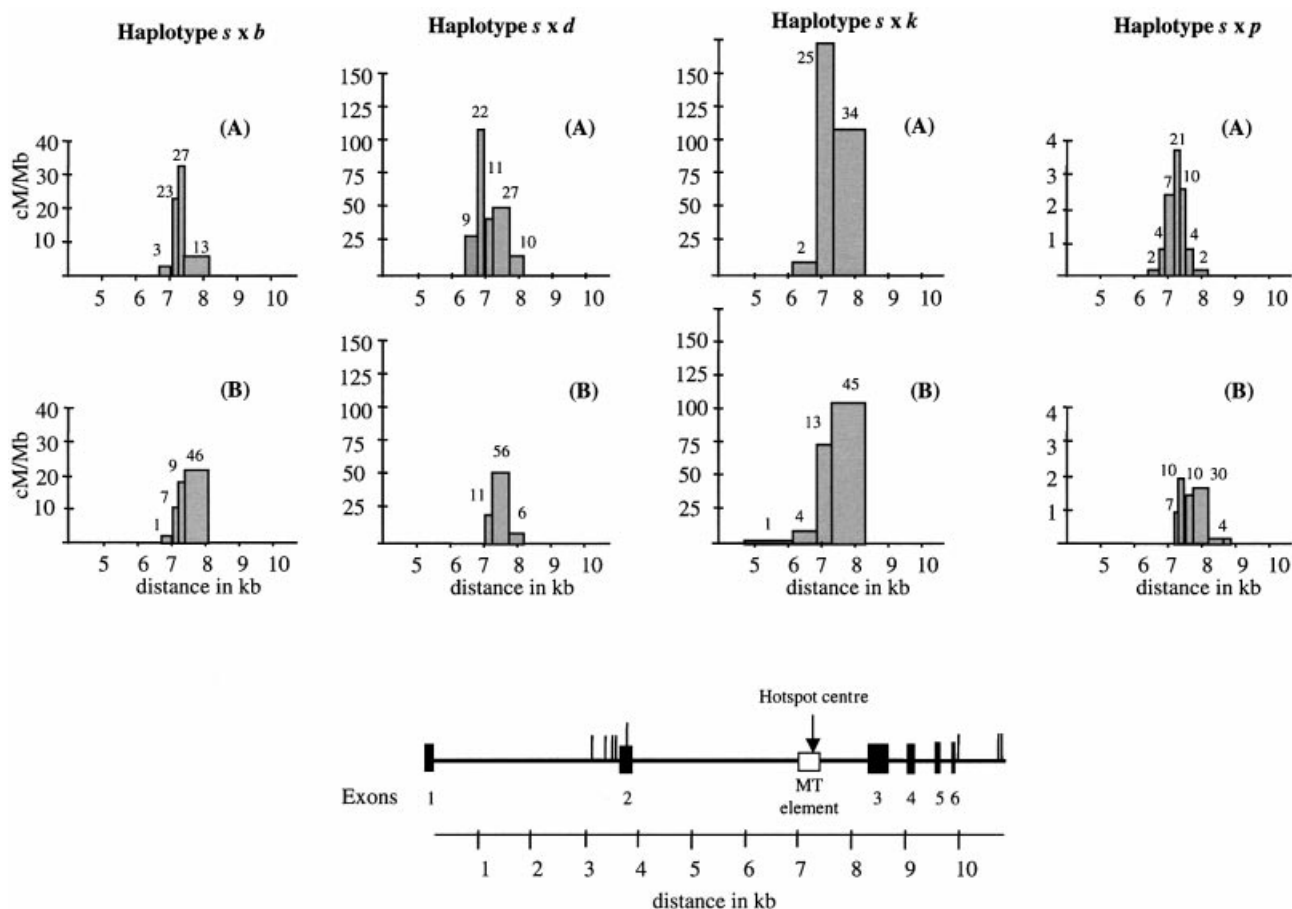 Haplotype s x b
Haplotype s x d
Haplotype s x k
Haplotype s x p
(A)
cM/Mb
40
30
20
10
3
23
27
13
5 6 7 8 9 10
(A)
150
125
100
75
50
25
9
22
11
27
10
5 6 7 8 9 10
(A)
150
125
100
75
50
25
2
25
34
5 6 7 8 9 10
(A)
4
3
2
1
2
4
7
21
10
4
2
5 6 7 8 9 10
(B)
cM/Mb
40
30
20
10
1
7
9
46
5 6 7 8 9 10
distance in kb
(B)
150
125
100
75
50
25
11
56
6
5 6 7 8 9 10
distance in kb
(B)
150
125
100
75
50
25
1
4
13
45
5 6 7 8 9 10
distance in kb
(B)
4
3
2
1
7
10
10
30
4
5 6 7 8 9 10
distance in kb
Hotspot centre
Exons 1 2
MT
element
3 4 5 6
1 2 3 4 5 6 7 8 9 10
distance in kb